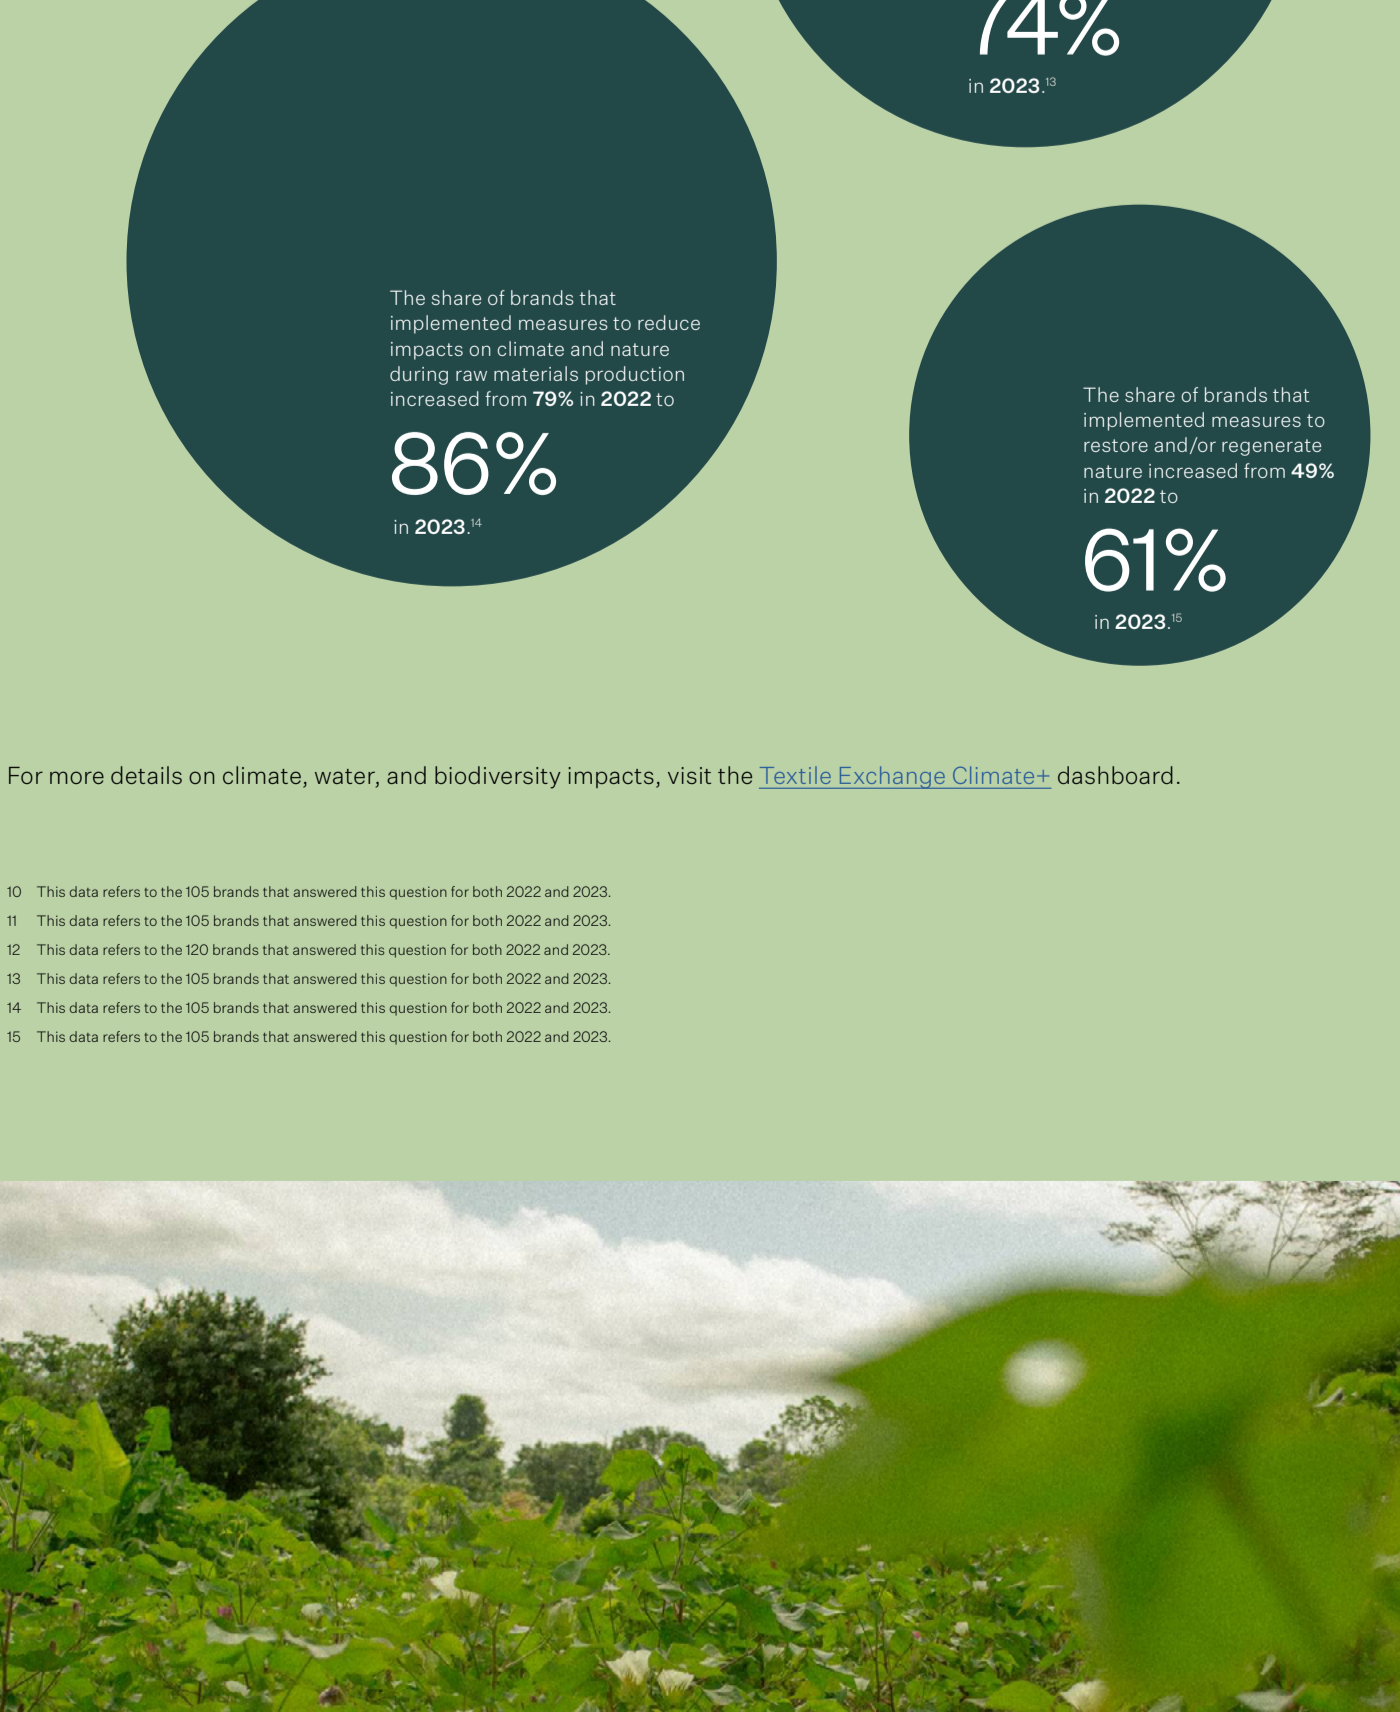 74%
in 2023.13
The share of brands that
implemented measures to reduce
impacts on climate and nature
during raw materials production
increased from 79% in 2022 to
86%
in 2023.14
The share of brands that
implemented measures to
restore and/or regenerate
nature increased from 49%
in 2022 to
61%
in 2023.15
For more details on climate, water, and biodiversity impacts, visit the Textile Exchange Climate+ dashboard.
10 This data refers to the 105 brands that answered this question for both 2022 and 2023.
11 This data refers to the 105 brands that answered this question for both 2022 and 2023.
12 This data refers to the 120 brands that answered this question for both 2022 and 2023.
13 This data refers to the 105 brands that answered this question for both 2022 and 2023.
14 This data refers to the 105 brands that answered this question for both 2022 and 2023.
15 This data refers to the 105 brands that answered this question for both 2022 and 2023.